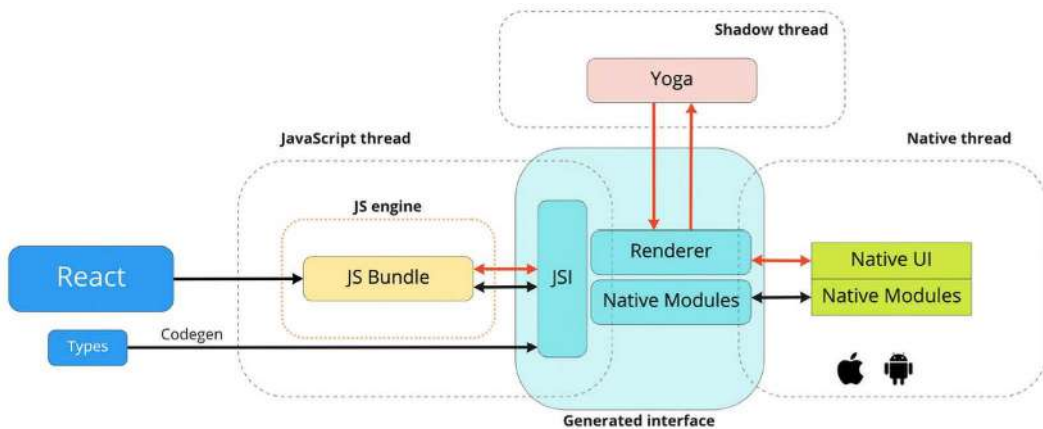 Shadow thread
Yoga
JavaScript thread
Native thread
JS engine
React
JS Bundle
JSI
Renderer
Native Modules
Native UI
Native Modules
Types
Codegen
Generated interface